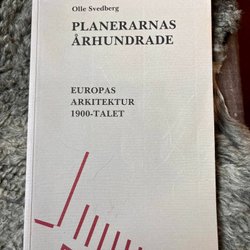 Olle Svedberg
PLANERARNAS
ÅRHUNDRADE
EUROPAS
ARKITEKTUR
1900-TALET